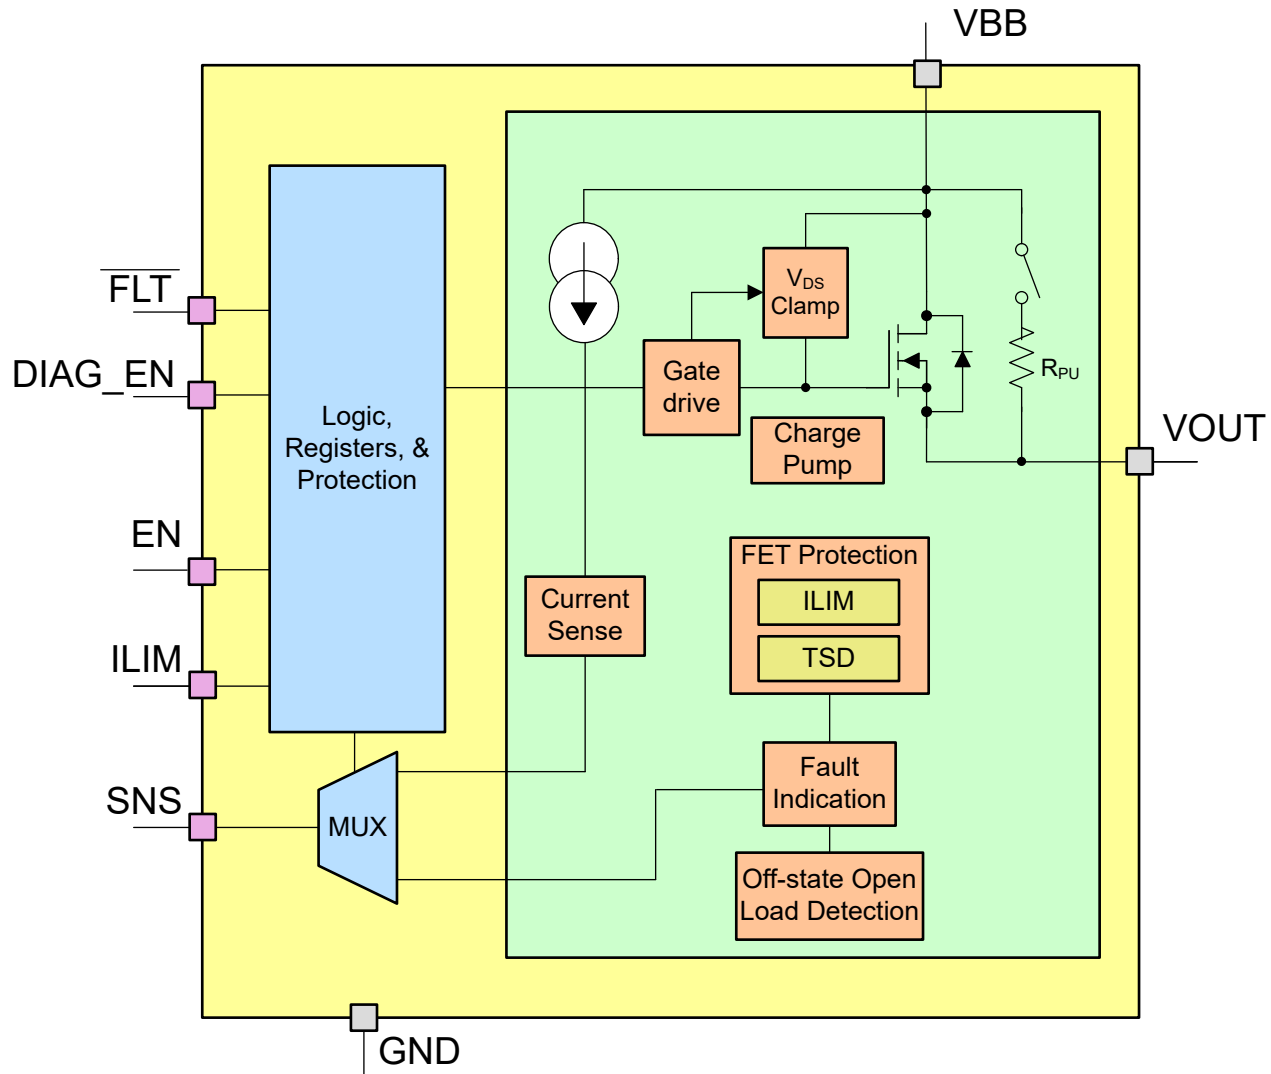 VBB
FLT
DIAG_EN
EN
ILIM
SNS
Logic,
Registers, &
Protection
MUX
VDS
Clamp
Gate
drive
Charge
Pump
RPU
VOUT
Current
Sense
FET Protection
ILIM
TSD
Fault
Indication
Off-state Open
Load Detection
GND